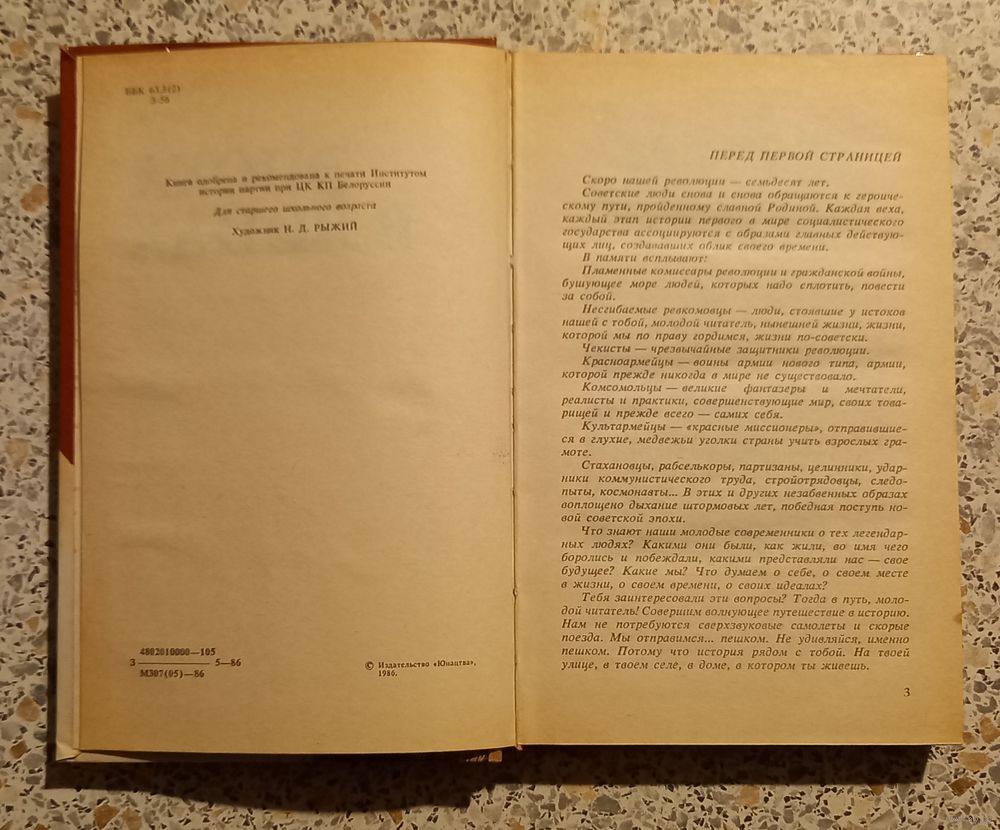 ББК 63.3(2)
З-56
Книга одобрена и рекомендована к печати Институтом
истории партии при ЦК КП Белоруссии
Для старшего школьного возраста
Художник Н. Д. РЫЖИЙ
4802010000—105
З 5—86
М307(05)—86
© Издательство «Юнацтва»,
1986.
ПЕРЕД ПЕРВОЙ СТРАНИЦЕЙ
Скоро нашей революции — семьдесят лет.
Советские люди снова и снова обращаются к героиче-
скому пути, пройденному славной Родиной. Каждая веха,
каждый этап истории первого в мире социалистического
государства ассоциируются с образами главных действую-
щих лиц, создававших облик своего времени.
В памяти всплывают:
Пламенные комиссары революции и гражданской войны,
бушующее море людей, которых надо сплотить, повести
за собой.
Несгибаемые ревкомовцы — люди, стоявшие у истоков
нашей с тобой, молодой читатель, нынешней жизни, жизни,
которой мы по праву гордимся, жизни по-советски.
Чекисты — чрезвычайные защитники революции.
Красноармейцы — воины армии нового типа, армии,
которой прежде никогда в мире не существовало.
Комсомольцы — великие фантазеры и мечтатели,
реалисты и практики, совершенствующие мир, своих това-
рищей и прежде всего — самих себя.
Культармейцы — «красные миссионеры», отправившие-
ся в глухие, медвежьи уголки страны учить взрослых гра-
моте.
Стахановцы, рабселькоры, партизаны, целинники, удар-
ники коммунистического труда, стройотрядовцы, следо-
пыты, космонавты... В этих и других незабвенных образах
воплощено дыхание штормовых лет, победная поступь но-
вой советской эпохи.
Что знают наши молодые современники о тех легендар-
ных людях? Какими они были, как жили, во имя чего
боролись и побеждали, какими представляли нас — свое
будущее? Какие мы? Что думаем о себе, о своем месте
в жизни, о своем времени, о своих идеалах?
Тебя заинтересовали эти вопросы? Тогда в путь, моло-
дой читатель! Совершим волнующее путешествие в историю.
Нам не потребуются сверхзвуковые самолеты и скорые
поезда. Мы отправимся... пешком. Не удивляйся, именно
пешком. Потому что история рядом с тобой. На твоей
улице, в твоем селе, в доме, в котором ты живешь.
3